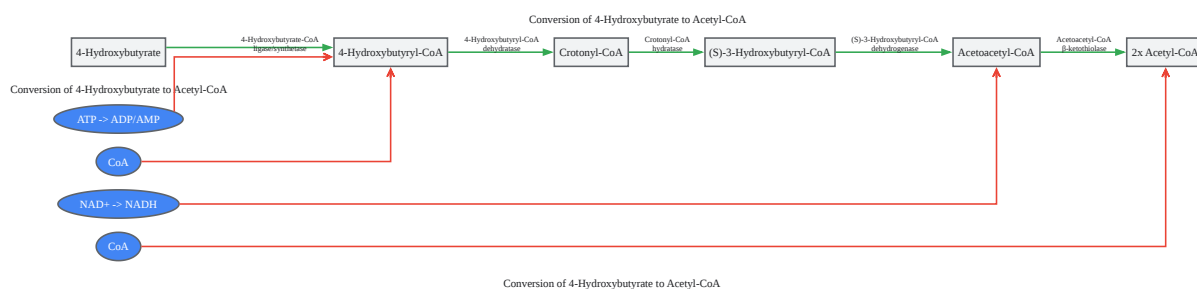 Conversion of 4-Hydroxybutyrate to Acetyl-CoA
4-Hydroxybutyrate
4-Hydroxybutyrate-CoA
ligase/synthetase
4-Hydroxybutyryl-CoA
4-Hydroxybutyryl-CoA
dehydratase
Crotonyl-CoA
Crotonyl-CoA
hydratase
(S)-3-Hydroxybutyryl-CoA
(S)-3-Hydroxybutyryl-CoA
dehydrogenase
Acetoacetyl-CoA
Acetoacetyl-CoA
β-ketothiolase
2x Acetyl-CoA
Conversion of 4-Hydroxybutyrate to Acetyl-CoA
ATP -> ADP/AMP
CoA
NAD+ -> NADH
CoA
Conversion of 4-Hydroxybutyrate to Acetyl-CoA